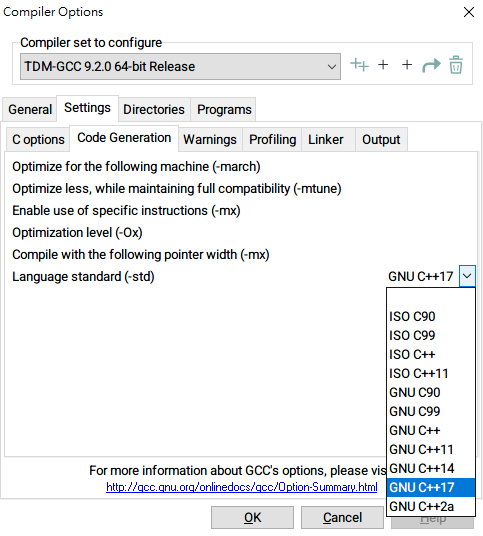 Compiler Options
Compiler set to configure
TDM-GCC 9.2.0 64-bit Release
General Settings Directories Programs
C options Code Generation Warnings Profiling Linker Output
Optimize for the following machine (-march)
Optimize less, while maintaining full compatibility (-mtune)
Enable use of specific instructions (-mx)
Optimization level (-Ox)
Compile with the following pointer width (-mx)
Language standard (-std) GNU C++17
ISO C90
ISO C99
ISO C++
ISO C++11
GNU C90
GNU C99
GNU C++
GNU C++11
GNU C++14
GNU C++17
GNU C++2a
For more information about GCC's options, please vis
http://gcc.gnu.org/onlinedocs/gcc/Option-Summary.html
OK Cancel Help